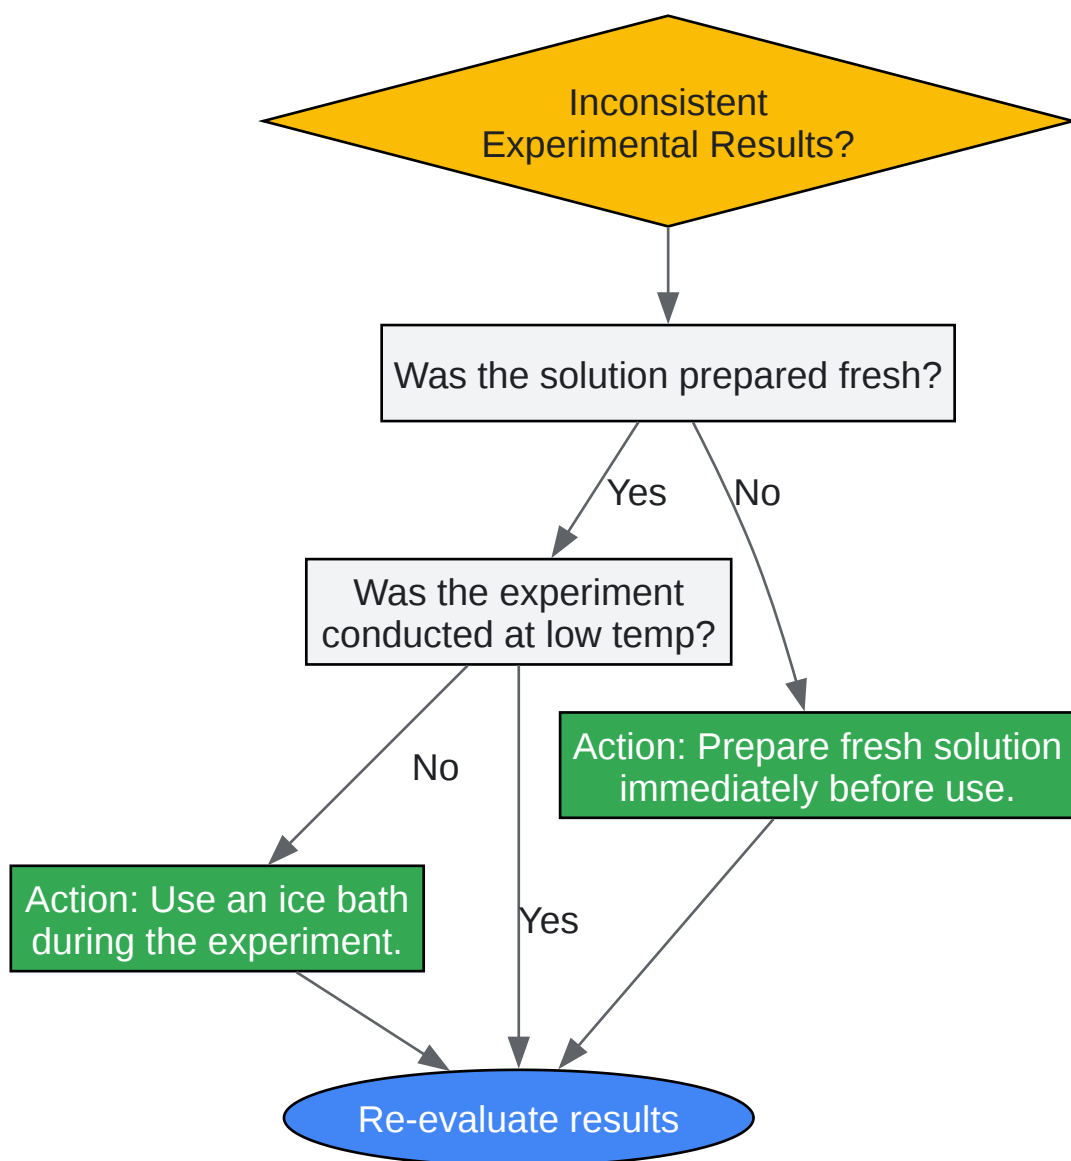 Inconsistent
Experimental Results?
Was the solution prepared fresh?
Yes
No
Was the experiment
conducted at low temp?
Action: Prepare fresh solution
immediately before use.
No
Action: Use an ice bath
during the experiment.
Yes
Re-evaluate results